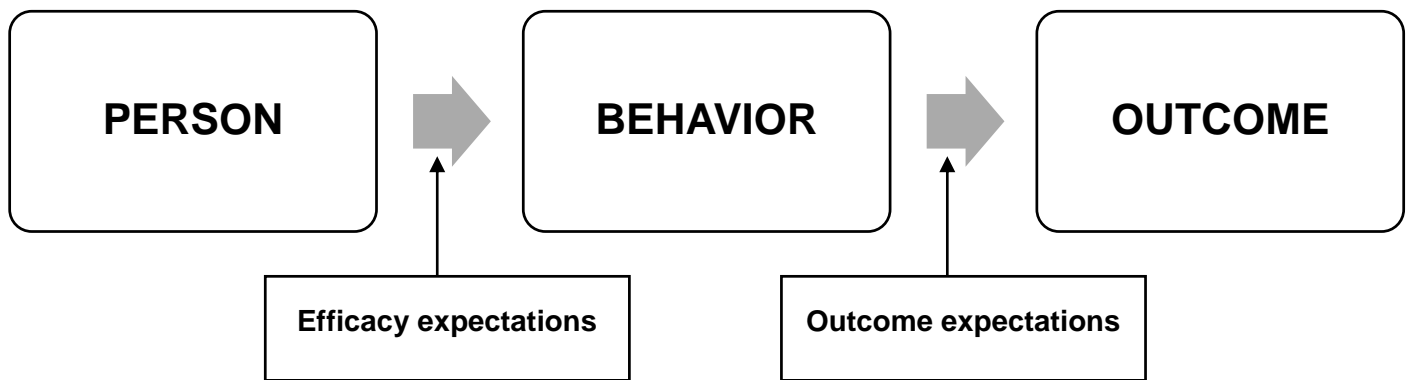 PERSON
BEHAVIOR
OUTCOME
Efficacy expectations
Outcome expectations